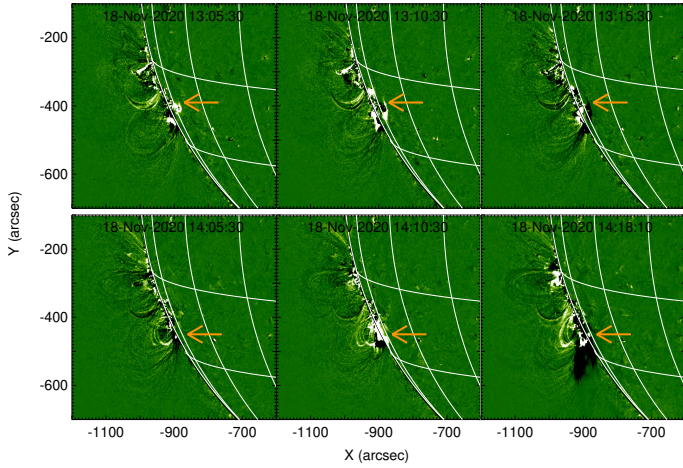 18-Nov-2020 13:05:30
18-Nov-2020 13:10:30
18-Nov-2020 13:15:30
-200
-400
-600
18-Nov-2020 14:05:30
18-Nov-2020 14:10:30
18-Nov-2020 14:18:10
-200
-400
-600
Y (arcsec)
-1100 -900 -700 -1100 -900 -700 -1100 -900 -700
X (arcsec)